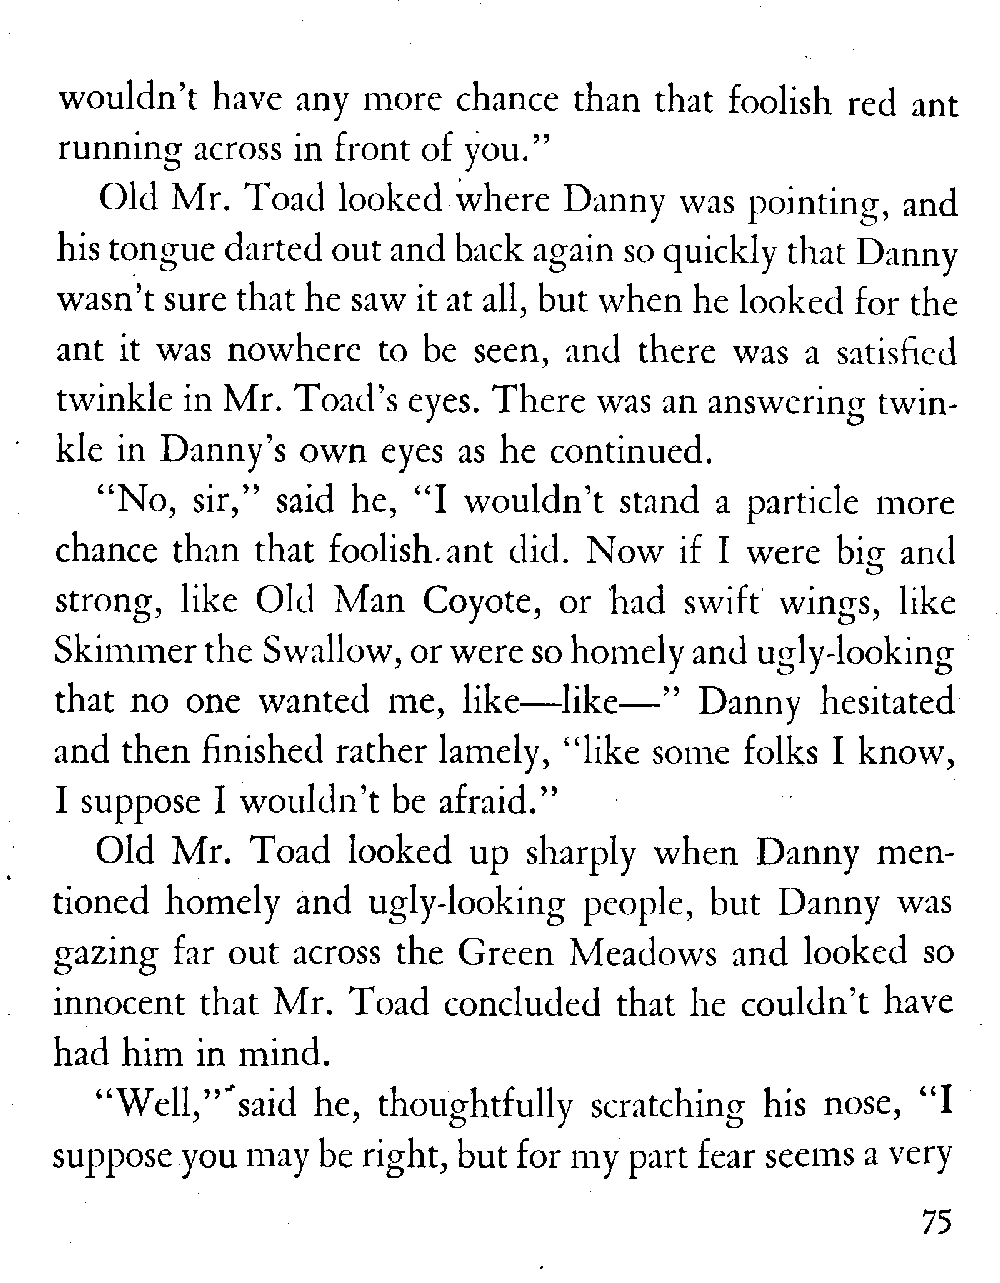 wouldn't have any more chance than that foolish red ant
running across in front of you."
Old Mr. Toad looked where Danny was pointing, and
his tongue darted out and back again so quickly that Danny
wasn't sure that he saw it at all, but when he looked for the
ant it was nowhere to be seen, and there was a satisfied
twinkle in Mr. Toad's eyes. There was an answering twin-
kle in Danny's own eyes as he continued.
"No, sir," said he, "I wouldn't stand a particle more
chance than that foolish ant did. Now if I were big and
strong, like Old Man Coyote, or had swift wings, like
Skimmer the Swallow, or were so homely and ugly-looking
that no one wanted me, like—like—" Danny hesitated
and then finished rather lamely, "like some folks I know,
I suppose I wouldn't be afraid."
Old Mr. Toad looked up sharply when Danny men-
tioned homely and ugly-looking people, but Danny was
gazing far out across the Green Meadows and looked so
innocent that Mr. Toad concluded that he couldn't have
had him in mind.
"Well," said he, thoughtfully scratching his nose, "I
suppose you may be right, but for my part fear seems a very
75